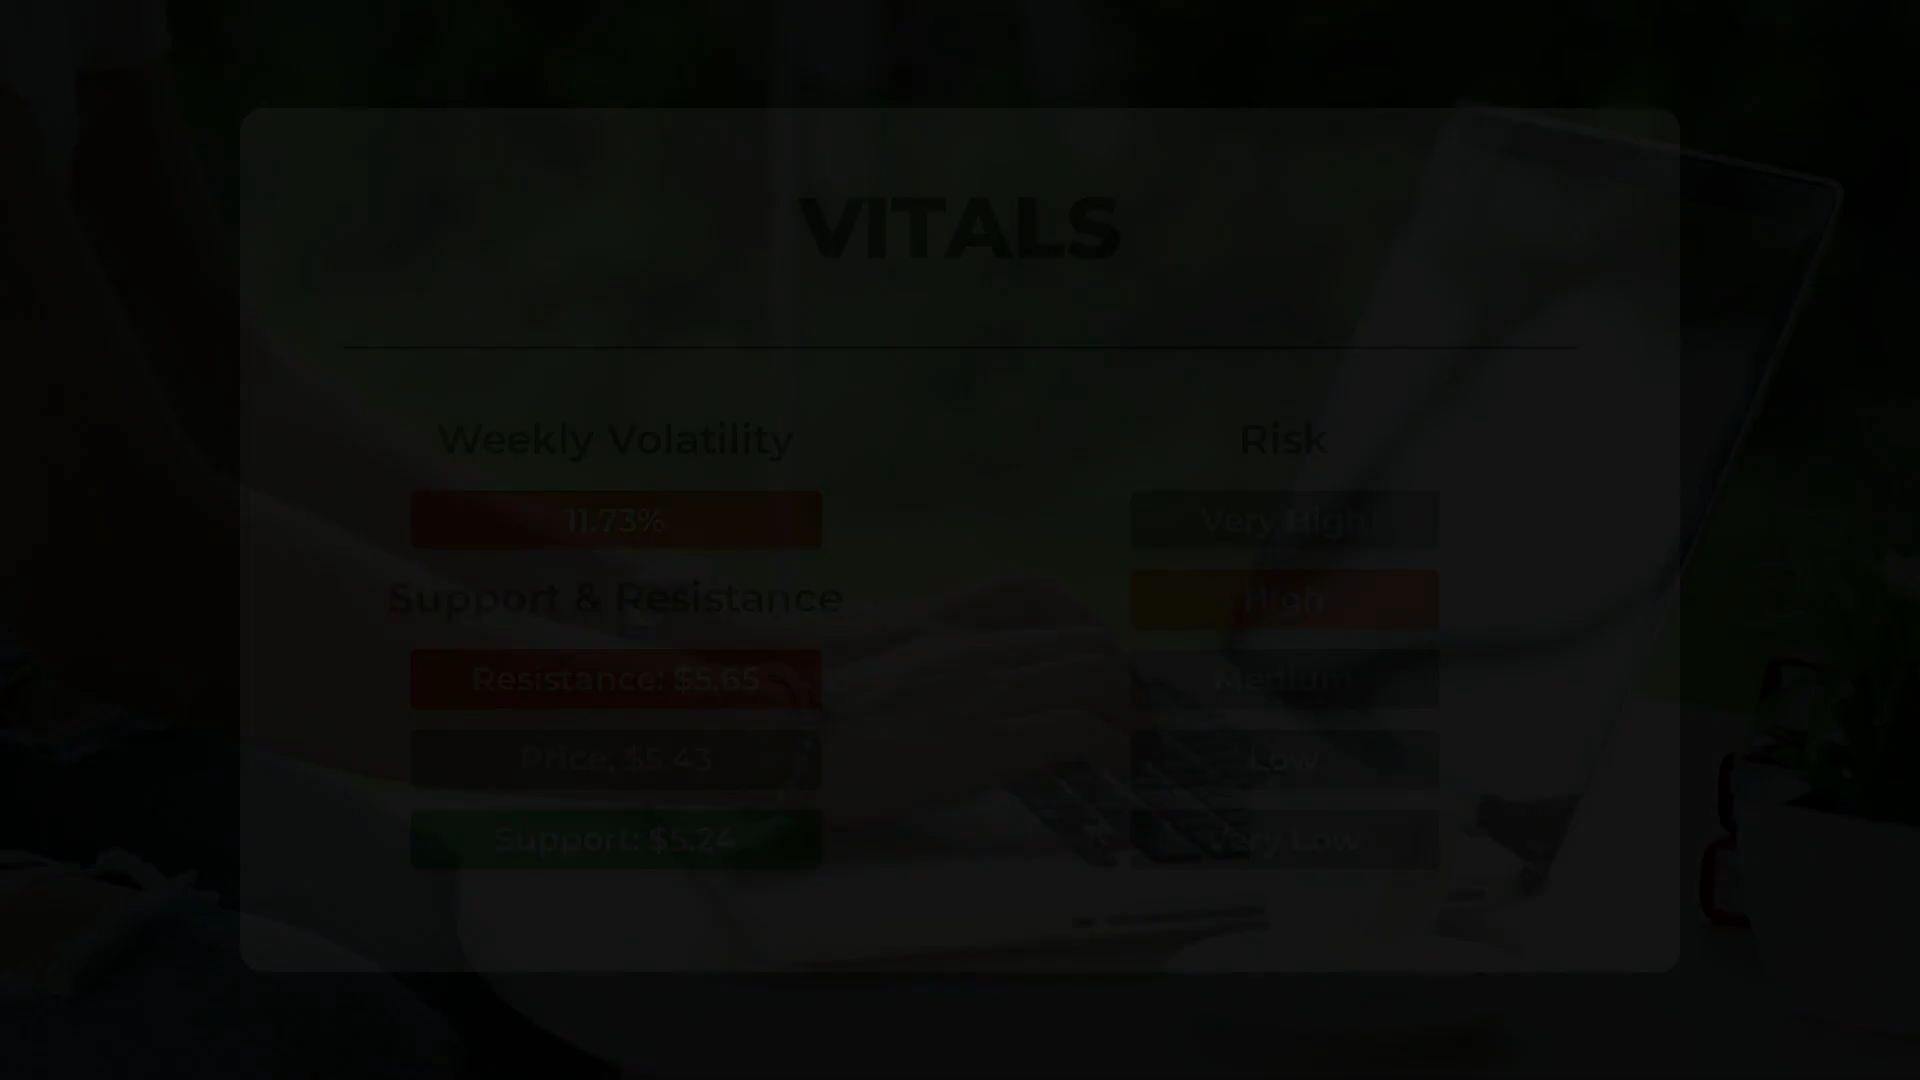 VITALS
Weekly Volatility
11.73%
Support & Resistance
Resistance: $5.65
Price: $5.43
Support: $5.24
Risk
Very High
High
Medium
Low
Very Low